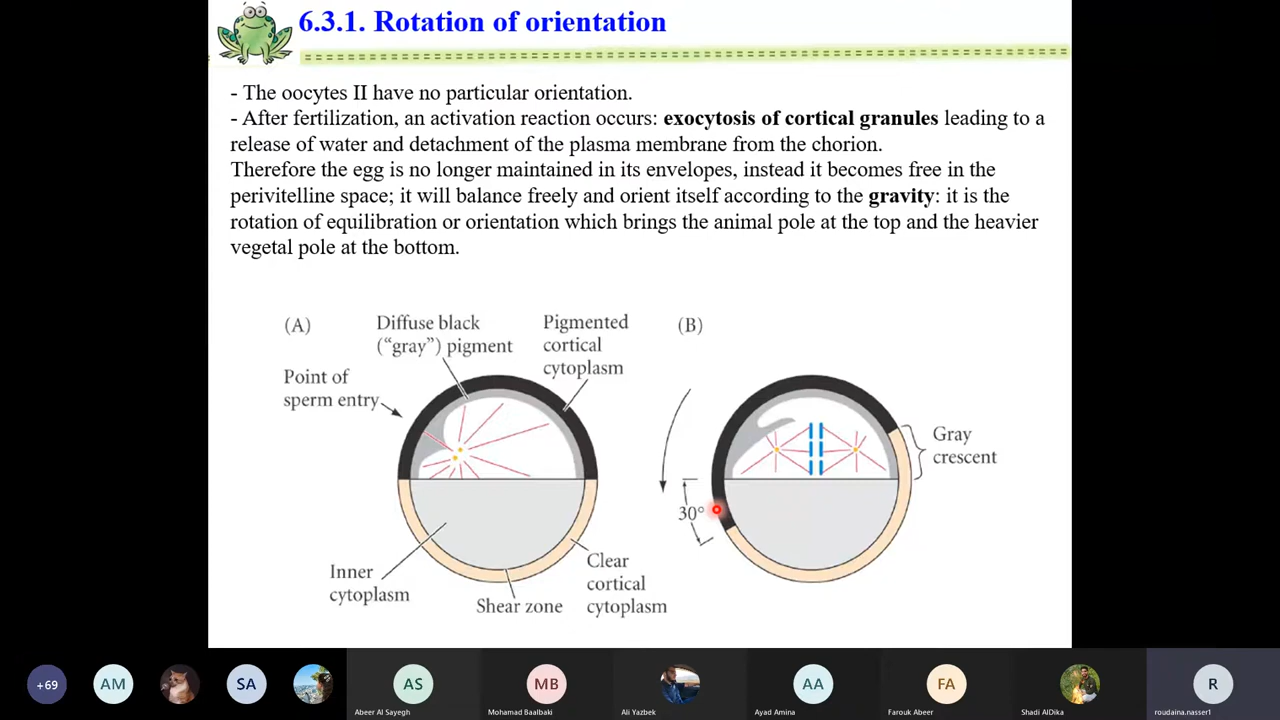 6.3.1. Rotation of orientation
- The oocytes II have no particular orientation.
- After fertilization, an activation reaction occurs: exocytosis of cortical granules leading to a
release of water and detachment of the plasma membrane from the chorion.
Therefore the egg is no longer maintained in its envelopes, instead it becomes free in the
perivitelline space; it will balance freely and orient itself according to the gravity: it is the
rotation of equilibration or orientation which brings the animal pole at the top and the heavier
vegetal pole at the bottom.
(A)
Diffuse black
("gray") pigment
Pigmented
cortical
cytoplasm
Point of
sperm entry
Inner
cytoplasm
Shear zone
Clear
cortical
cytoplasm
(B)
30°
Gray
crescent
+69
AM
SA
AS
Abeer Al Sayegh
MB
Mohamad Baalbaki
Ali Yazbek
AA
Ayad Amina
FA
Farouk Abeer
Shadi AlDika
R
roudaina.nasser1